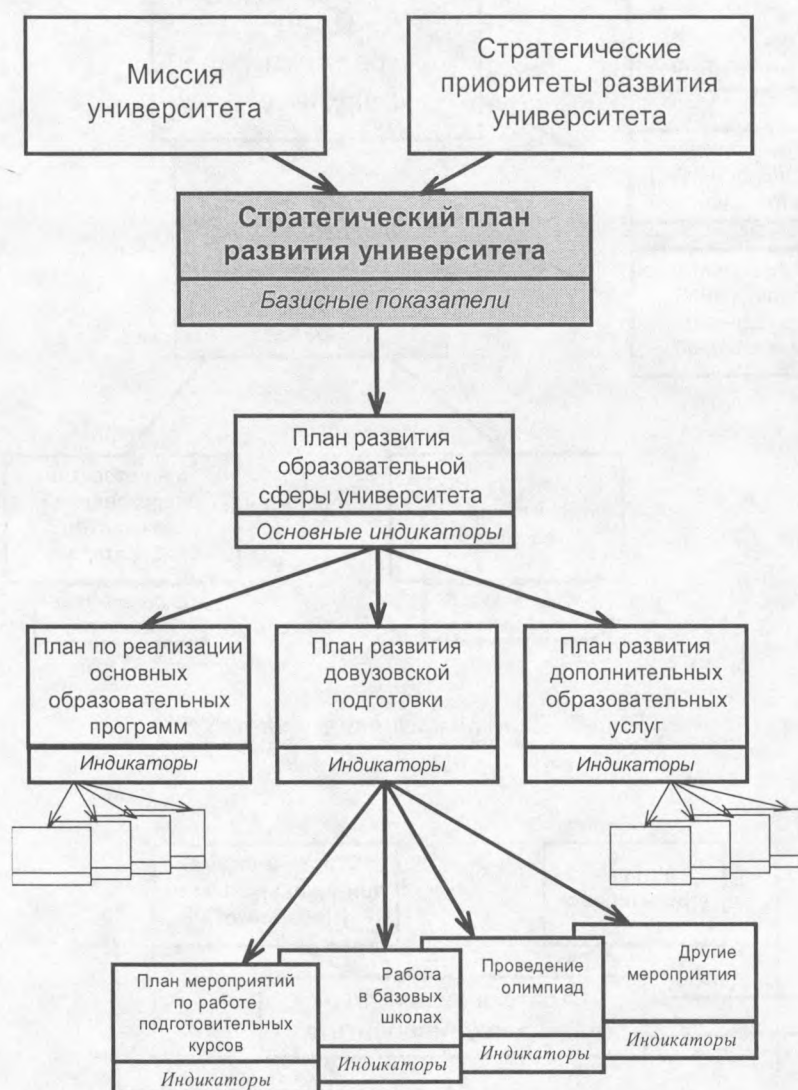 Миссия
университета
Стратегические
приоритеты развития
университета
Стратегический план
развития университета
Базисные показатели
План развития
образовательной
сферы университета
Основные индикаторы
План по реализации
основных
образовательных
программ
Индикаторы
План развития
довузовской
подготовки
Индикаторы
План развития
дополнительных
образовательных
услуг
Индикаторы
План мероприятий
по работе
подготовительных
курсов
Индикаторы
Работа
в базовых
школах
Индикаторы
Проведение
олимпиад
Индикаторы
Другие
мероприятия
Индикаторы